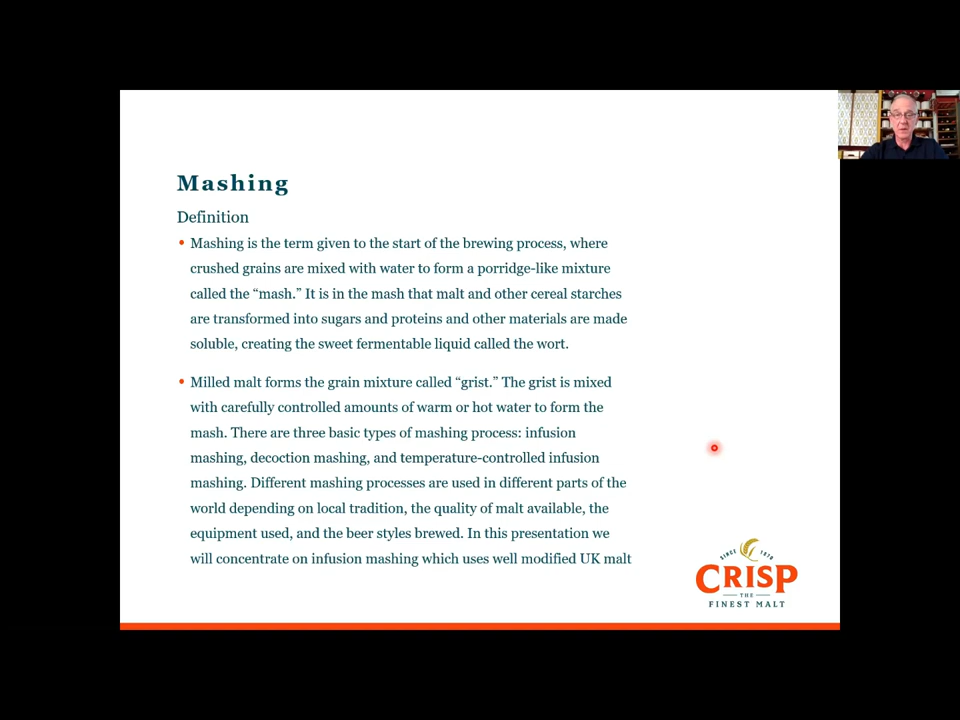 Mashing
Definition
• Mashing is the term given to the start of the brewing process, where
crushed grains are mixed with water to form a porridge-like mixture
called the “mash.” It is in the mash that malt and other cereal starches
are transformed into sugars and proteins and other materials are made
soluble, creating the sweet fermentable liquid called the wort.
• Milled malt forms the grain mixture called “grist.” The grist is mixed
with carefully controlled amounts of warm or hot water to form the
mash. There are three basic types of mashing process: infusion
mashing, decoction mashing, and temperature-controlled infusion
mashing. Different mashing processes are used in different parts of the
world depending on local tradition, the quality of malt available, the
equipment used, and the beer styles brewed. In this presentation we
will concentrate on infusion mashing which uses well modified UK malt
SINCE 1870
CRISP
THE
FINEST MALT